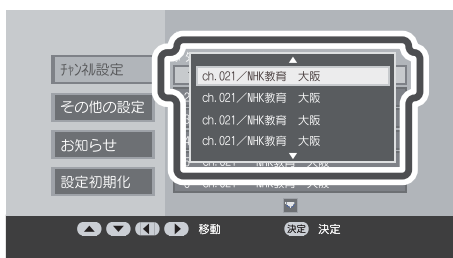 チャンネル設定
その他の設定
お知らせ
設定初期化
ch.021／NHK教育 大阪
ch.021／NHK教育 大阪
ch.021／NHK教育 大阪
ch.021／NHK教育 大阪
移動
決定 決定